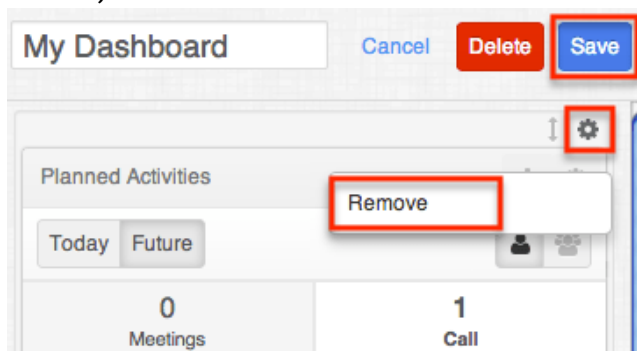 My Dashboard Cancel Delete Save
Planned Activities
Remove
Today Future
0 1
Meetings Call